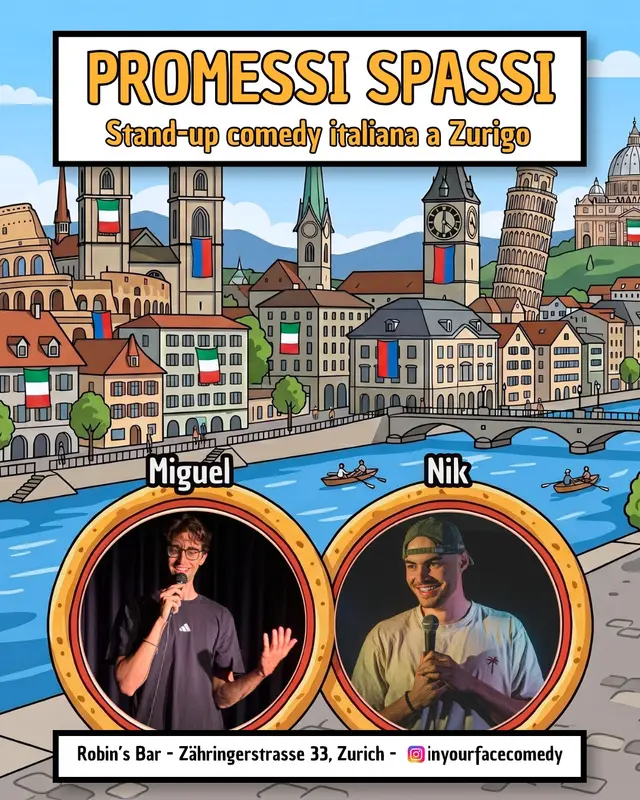 PROMESSI SPASSI
Stand-up comedy italiana a Zurigo
Miguel
Nik
Robin's Bar - Zähringerstrasse 33, Zurich - inyourfacecomedy